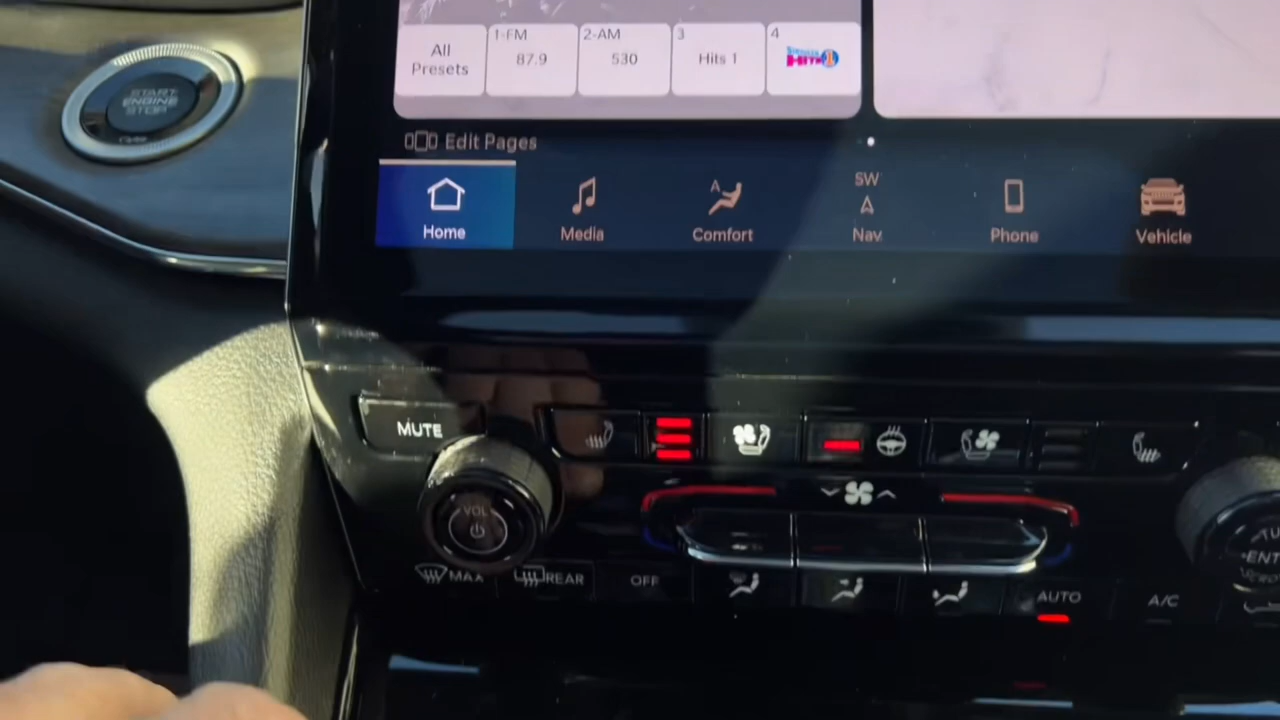 START
ENGINE
STOP
All
Presets
1-FM
87.9
2-AM
530
3
Hits 1
4
Edit Pages
Home
Media
A
Comfort
SW
Nav
Phone
Vehicle
MUTE
VOL
MAX
REAR
OFF
AUTO
A/C